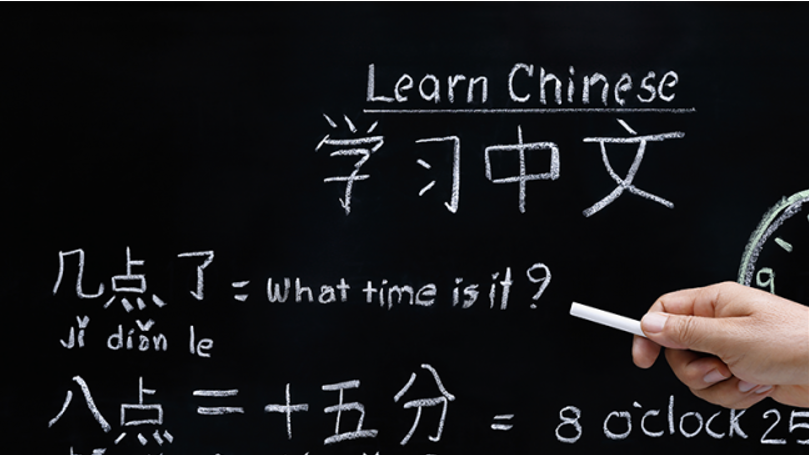 Learn Chinese
学习中文
9
几点了 = What time is it?
jǐ diǎn le
八点二十五分 = 8 o'clock 25